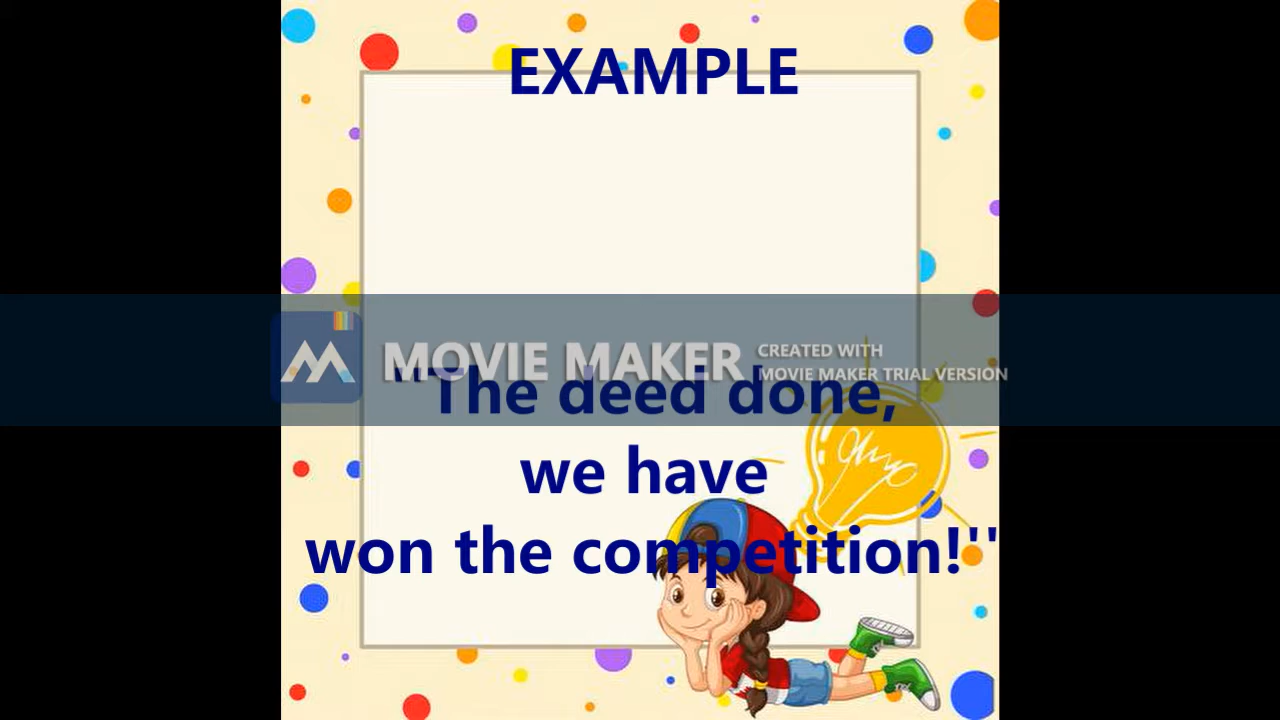 EXAMPLE
MOVIE MAKER
CREATED WITH
MOVIE MAKER TRIAL VERSION
''The deed done,
we have
won the competition!''